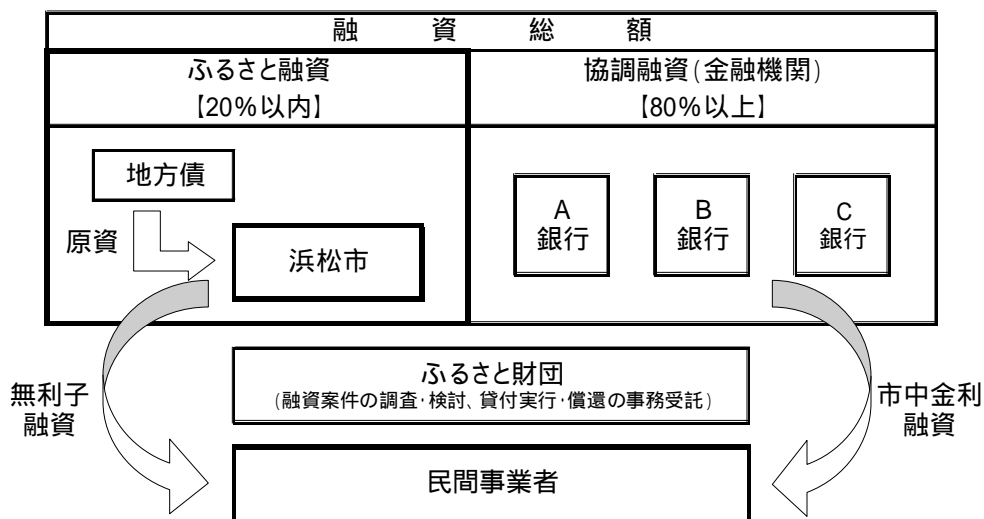 融資総額
ふるさと融資
【20%以内】
協調融資(金融機関)
【80%以上】
地方債
原資
浜松市
A
銀行
B
銀行
C
銀行
無利子
融資
ふるさと財団
(融資案件の調査・検討、貸付実行・償還の事務受託)
市中金利
融資
民間事業者